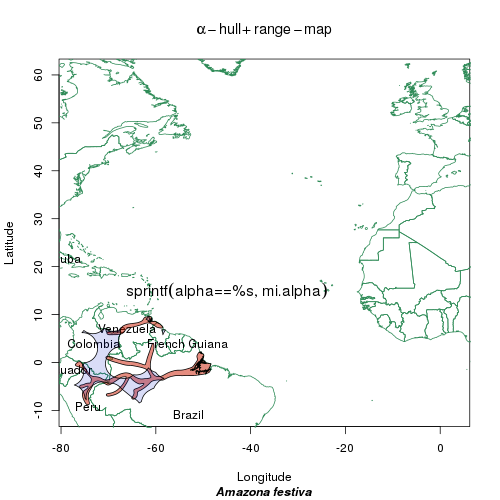 α−hull+range−map
60
50
40
30
20
10
0
−10
Latitude
uba
sprintf(alpha==%s, mi.alpha)
Venezuela
Colombia
French Guiana
uador
Peru
Brazil
−80 −60 −40 −20 0
Longitude
Amazona festiva